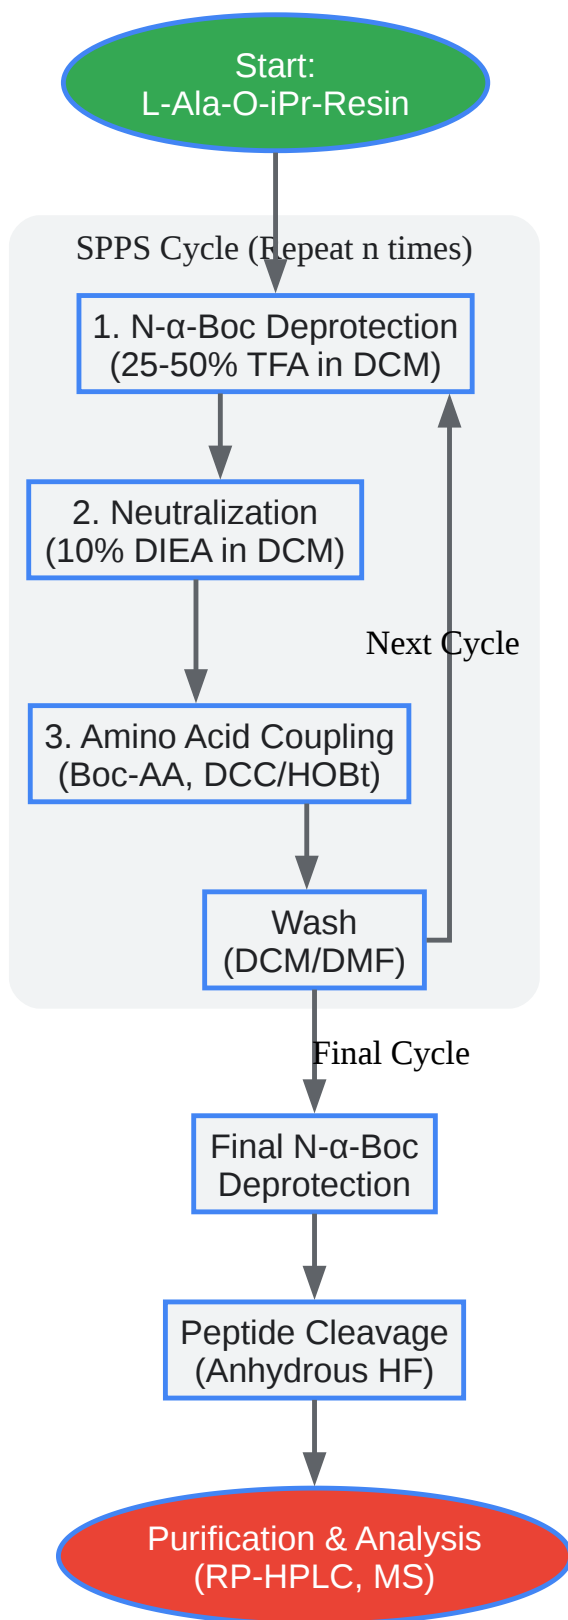 Start:
L-Ala-O-iPr-Resin
SPPS Cycle (Repeat n times)
1. N-α-Boc Deprotection
(25-50% TFA in DCM)
2. Neutralization
(10% DIEA in DCM)
Next Cycle
3. Amino Acid Coupling
(Boc-AA, DCC/HOBt)
Wash
(DCM/DMF)
Final Cycle
Final N-α-Boc
Deprotection
Peptide Cleavage
(Anhydrous HF)
Purification & Analysis
(RP-HPLC, MS)